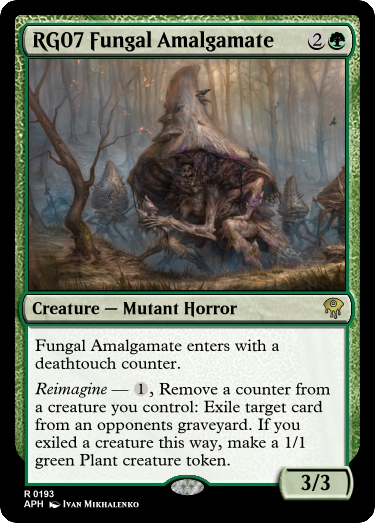 RG07 Fungal Amalgamate 2
Creature — Mutant Horror
Fungal Amalgamate enters with a
deathtouch counter.
Reimagine — 1, Remove a counter from
a creature you control: Exile target card
from an opponents graveyard. If you
exiled a creature this way, make a 1/1
green Plant creature token.
3/3
R 0193
APH Ivan Mikhalenko